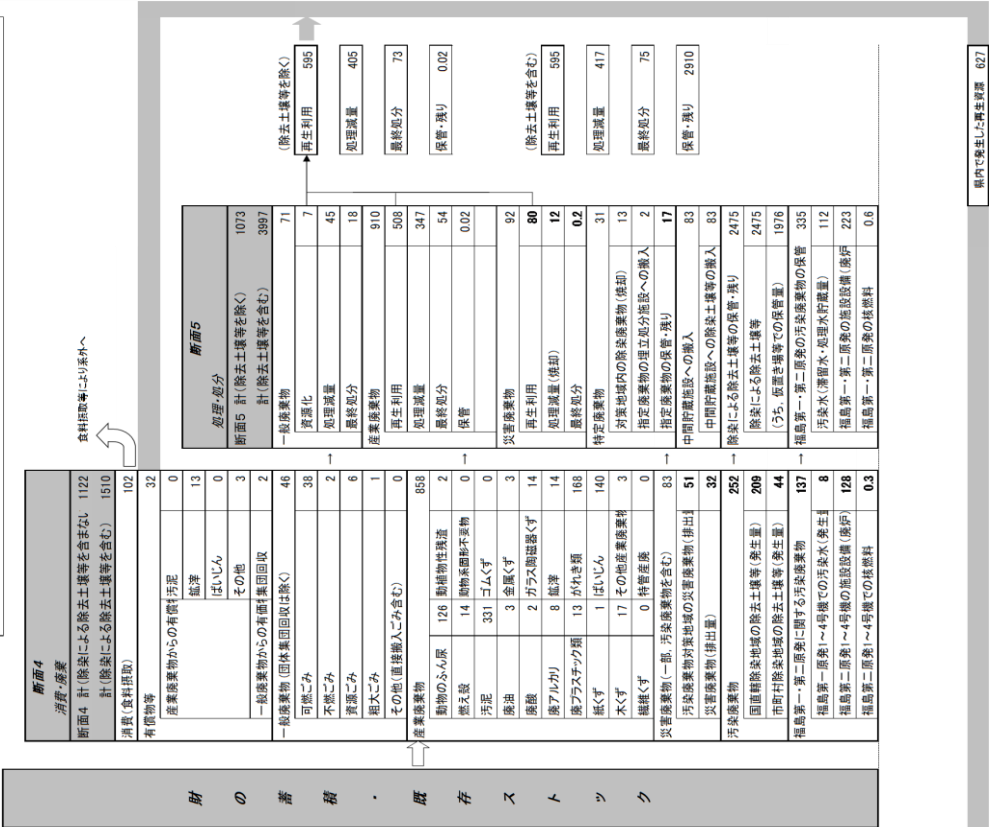 財の蓄積・既存ストック
断面4
消費・廃棄
断面4 計(除染による除去土壌等を含まない) 1122
計(除染による除去土壌等を含む) 1510
消費(食料摂取) 102
有償物等 32
産業廃棄物からの有償 汚泥 0
鉱滓 13
ばいじん 0
その他 3
一般廃棄物からの有価 集団回収 2
一般廃棄物(団体集団回収は除く) 46
可燃ごみ 38
不燃ごみ 2
資源ごみ 6
粗大ごみ 1
その他(直接搬入ごみ含む) 0
産業廃棄物 858
動物のふん尿 126 動植物性残渣 2
燃え殻 14 動物系固形不要物 0
汚泥 331 ゴムくず 0
廃油 3 金属くず 3
廃酸 2 ガラス陶磁器くず 14
廃アルカリ 8 鉱滓 14
廃プラスチック類 13 がれき類 168
紙くず 1 ばいじん 140
木くず 17 その他産業廃棄物 3
繊維くず 0 特管産廃 0
災害廃棄物(一部、汚染廃棄物を含む) 83
汚染廃棄物対策地域の災害廃棄物(排出量 51
災害廃棄物(排出量) 32
汚染廃棄物 252
国直轄除染地域の除去土壌等(発生量) 209
市町村除染地域の除去土壌等(発生量) 44
福島第一・第二原発に関する汚染廃棄物 137
福島第一原発1~4号機での汚染水(発生量 8
福島第一原発1~4号機の施設設備(廃炉) 128
福島第二原発1~4号機での核燃料 0.3
食料摂取等により系外へ
断面5
処理・処分
断面5 計(除去土壌等を除く) 1073
計(除去土壌等を含む) 3997
一般廃棄物 71
資源化 7
→ 処理減量 45
最終処分 18
産業廃棄物 910
再生利用 508
処理減量 347
→ 最終処分 54
保管 0.02
災害廃棄物 92
再生利用 80
処理減量(焼却) 12
最終処分 0.2
特定廃棄物 31
対策地域内の除染廃棄物(焼却) 13
指定廃棄物の埋立処分施設への搬入 2
→ 指定廃棄物の保管・残り 17
中間貯蔵施設への搬入 83
中間貯蔵施設への除染土壌等の搬入 83
→ 除染による除去土壌等の保管・残り 2475
除染による除去土壌等 2475
(うち、仮置き場等での保管量) 1976
→ 福島第一・第二原発の汚染廃棄物の保管 335
汚染水(滞留水・処理水貯蔵量) 112
福島第一・第二原発の施設設備(廃炉 223
福島第一・第二原発の核燃料 0.6
(除去土壌等を除く)
再生利用 595
処理減量 405
最終処分 73
保管・残り 0.02
(除去土壌等を含む)
再生利用 595
処理減量 417
最終処分 75
保管・残り 2910
県内で発生した再生資源 627